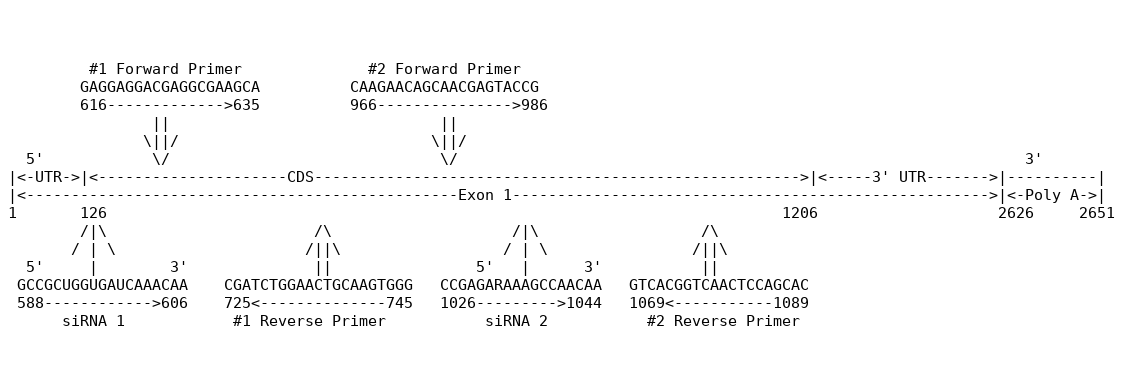 #1 Forward Primer #2 Forward Primer
GAGGAGGACGAGGCGAAGCA CAAGAACAGCAACGAGTACCG
616------------->635 966--------------->986
|| ||
\||/ \||/
5' \/ \/ 3'
|<-UTR->|<---------------------CDS------------------------------------------------------>|<-----3' UTR------->|----------|
|<------------------------------------------------Exon 1----------------------------------------------------->|<-Poly A->|
1 126 1206 2626 2651
/|\ /\ /|\ /\
/ | \ /||\ / | \ /||\
5' | 3' || 5' | 3' ||
GCCGCUGGUGAUCAAACAA CGATCTGGAACTGCAAGTGGG CCGAGARAAAGCCAACAA GTCACGGTCAACTCCAGCAC
588------------>606 725<--------------745 1026--------->1044 1069<-----------1089
siRNA 1 #1 Reverse Primer siRNA 2 #2 Reverse Primer